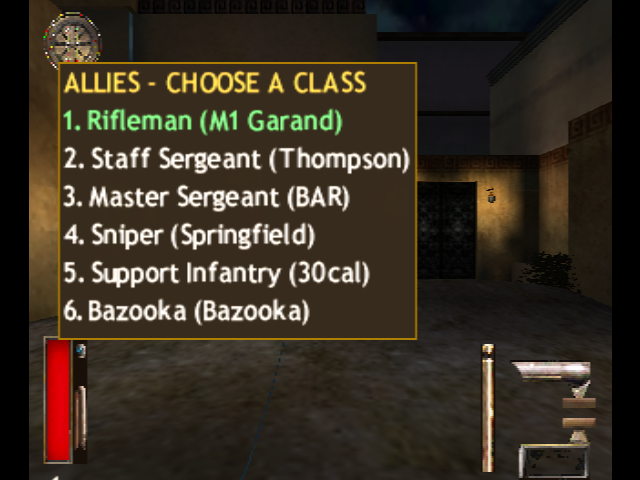 ALLIES - CHOOSE A CLASS
1. Rifleman (M1 Garand)
2. Staff Sergeant (Thompson)
3. Master Sergeant (BAR)
4. Sniper (Springfield)
5. Support Infantry (30cal)
6. Bazooka (Bazooka)